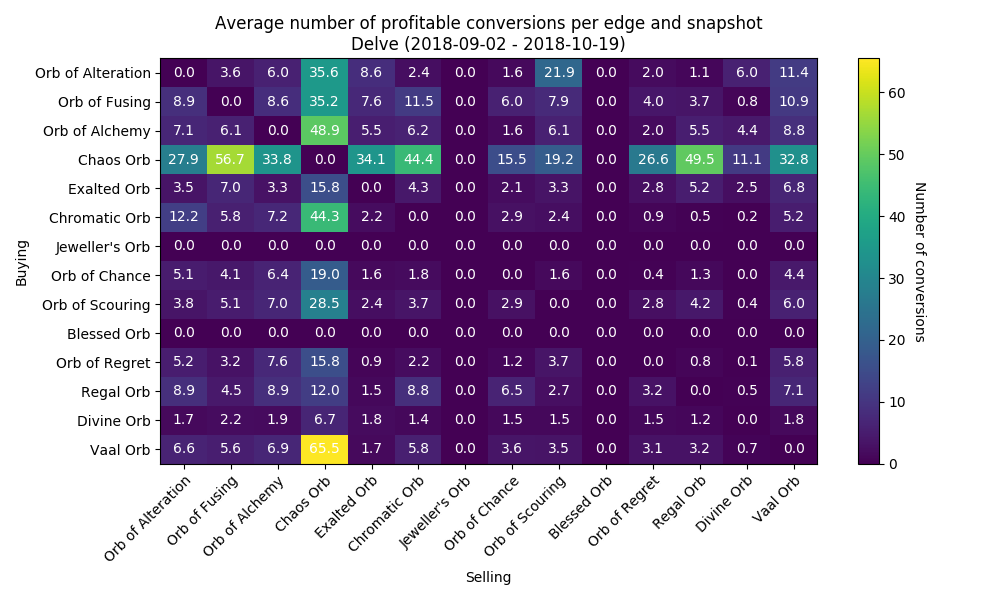 Average number of profitable conversions per edge and snapshot
Delve (2018-09-02 - 2018-10-19)
Buying
Orb of Alteration 0.0 3.6 6.0 35.6 8.6 2.4 0.0 1.6 21.9 0.0 2.0 1.1 6.0 11.4
Orb of Fusing 8.9 0.0 8.6 35.2 7.6 11.5 0.0 6.0 7.9 0.0 4.0 3.7 0.8 10.9
Orb of Alchemy 7.1 6.1 0.0 48.9 5.5 6.2 0.0 1.6 6.1 0.0 2.0 5.5 4.4 8.8
Chaos Orb 27.9 56.7 33.8 0.0 34.1 44.4 0.0 15.5 19.2 0.0 26.6 49.5 11.1 32.8
Exalted Orb 3.5 7.0 3.3 15.8 0.0 4.3 0.0 2.1 3.3 0.0 2.8 5.2 2.5 6.8
Chromatic Orb 12.2 5.8 7.2 44.3 2.2 0.0 0.0 2.9 2.4 0.0 0.9 0.5 0.2 5.2
Jeweller's Orb 0.0 0.0 0.0 0.0 0.0 0.0 0.0 0.0 0.0 0.0 0.0 0.0 0.0 0.0
Orb of Chance 5.1 4.1 6.4 19.0 1.6 1.8 0.0 0.0 1.6 0.0 0.4 1.3 0.0 4.4
Orb of Scouring 3.8 5.1 7.0 28.5 2.4 3.7 0.0 2.9 0.0 0.0 2.8 4.2 0.4 6.0
Blessed Orb 0.0 0.0 0.0 0.0 0.0 0.0 0.0 0.0 0.0 0.0 0.0 0.0 0.0 0.0
Orb of Regret 5.2 3.2 7.6 15.8 0.9 2.2 0.0 1.2 3.7 0.0 0.0 0.8 0.1 5.8
Regal Orb 8.9 4.5 8.9 12.0 1.5 8.8 0.0 6.5 2.7 0.0 3.2 0.0 0.5 7.1
Divine Orb 1.7 2.2 1.9 6.7 1.8 1.4 0.0 1.5 1.5 0.0 1.5 1.2 0.0 1.8
Vaal Orb 6.6 5.6 6.9 65.5 1.7 5.8 0.0 3.6 3.5 0.0 3.1 3.2 0.7 0.0
Orb of Alteration
Orb of Fusing
Orb of Alchemy
Chaos Orb
Exalted Orb
Chromatic Orb
Jeweller's Orb
Orb of Chance
Orb of Scouring
Blessed Orb
Orb of Regret
Regal Orb
Divine Orb
Vaal Orb
Selling
60
50
40
30
20
10
0
Number of conversions